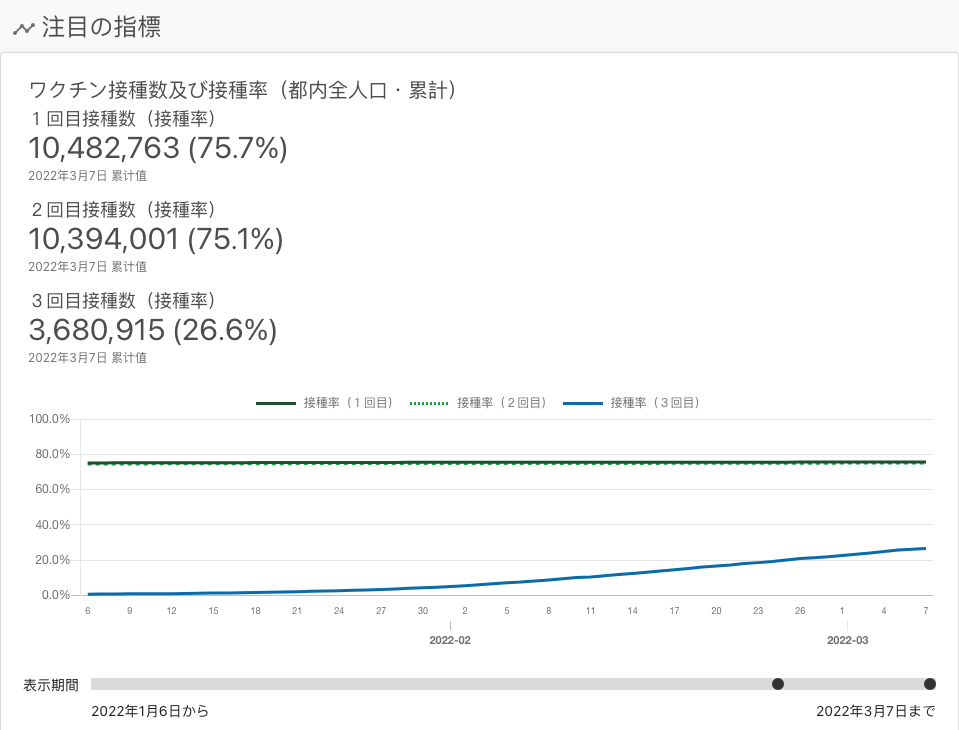 注目の指標
ワクチン接種数及び接種率（都内全人口・累計）
１回目接種数（接種率）
10,482,763 (75.7%)
2022年3月7日 累计值
２回目接種数（接種率）
10,394,001 (75.1%)
2022年3月7日 累计值
３回目接種数（接種率）
3,680,915 (26.6%)
2022年3月7日 累计值
接種率（１回目） 接種率（２回目） 接種率（３回目）
100.0%
80.0%
60.0%
40.0%
20.0%
0.0%
6 9 12 15 18 21 24 27 30 2 5 8 11 14 17 20 23 26 1 4 7
2022-02 2022-03
表示期間
2022年1月6日から 2022年3月7日まで